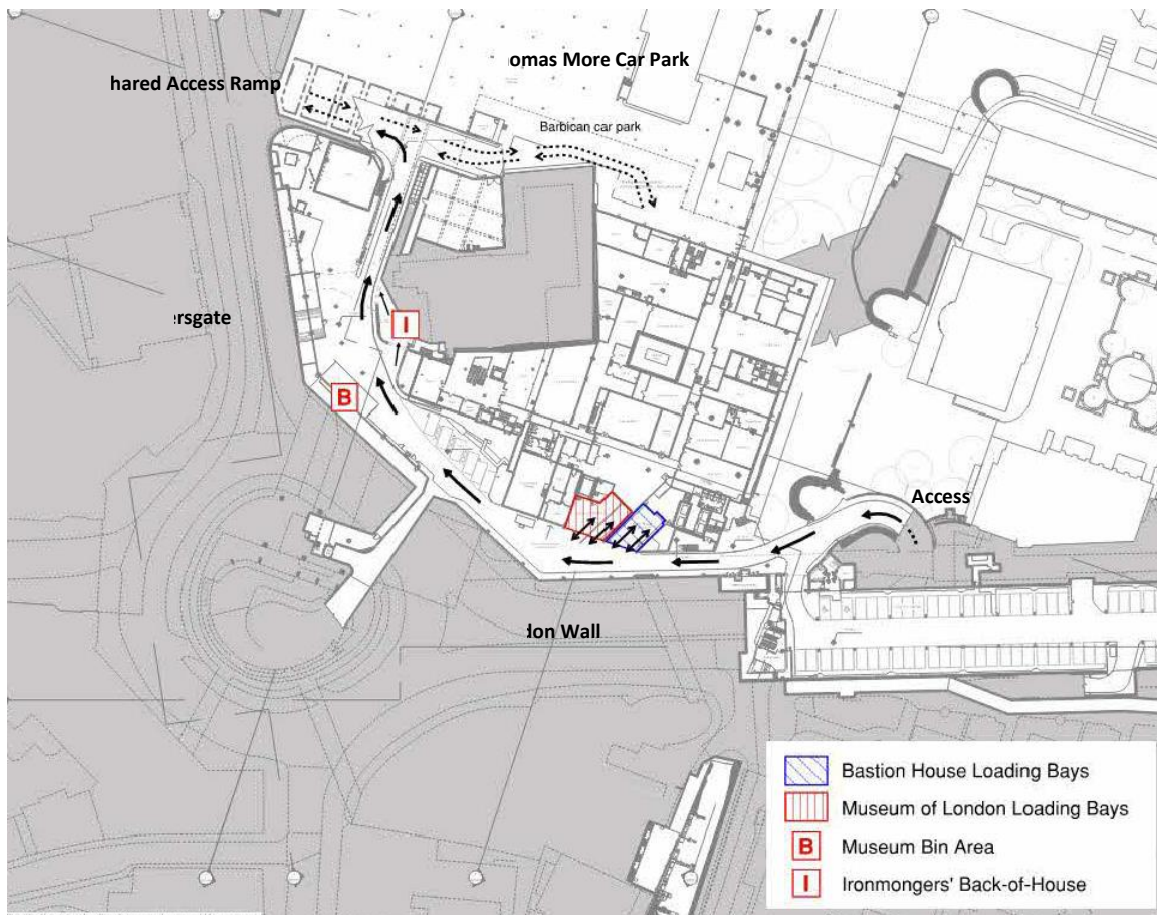 omas More Car Park
hared Access Ramp
Barbican car park
ersgate
I
B
Access
don Wall
Bastion House Loading Bays
Museum of London Loading Bays
B Museum Bin Area
I Ironmongers' Back-of-House